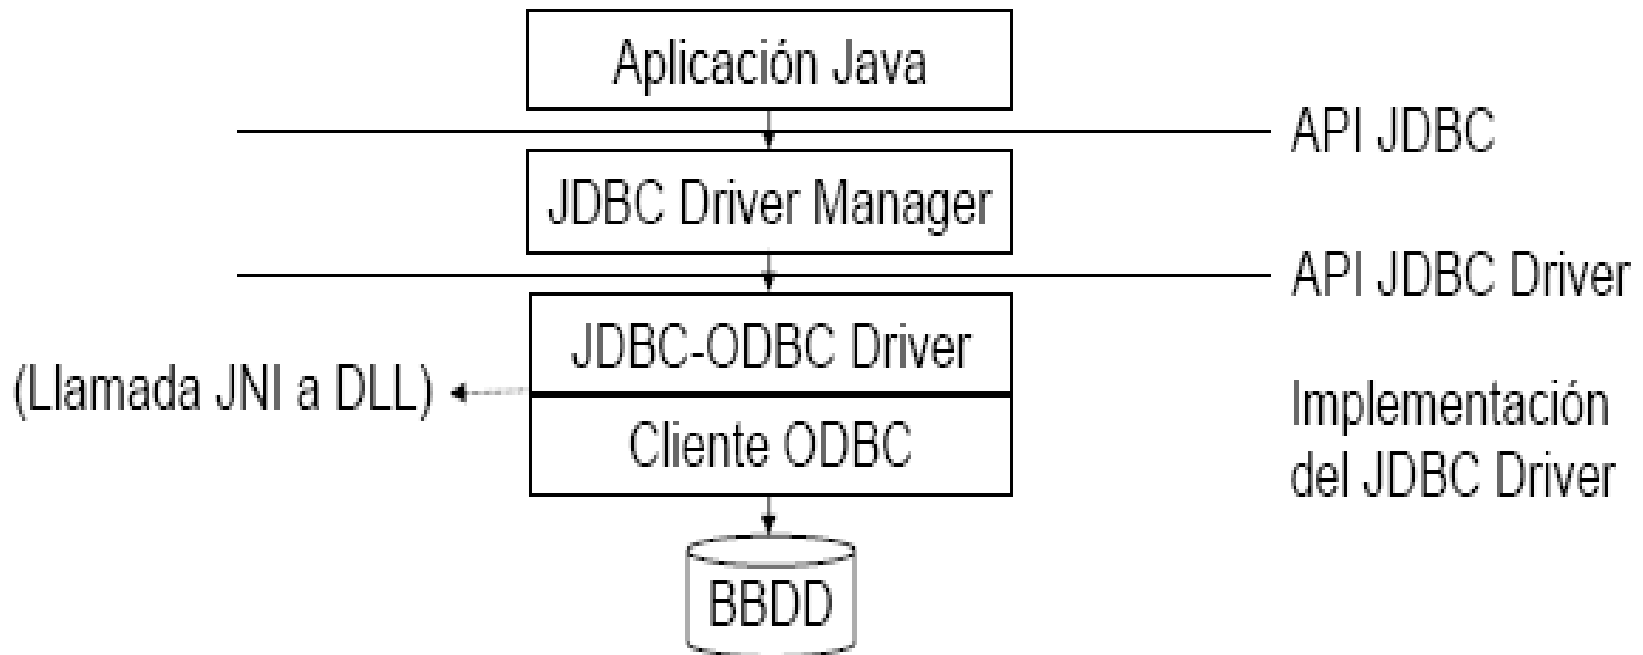 Aplicación Java
API JDBC
JDBC Driver Manager
API JDBC Driver
JDBC-ODBC Driver
(Llamada JNI a DLL)
Cliente ODBC
Implementación
del JDBC Driver
BBDD